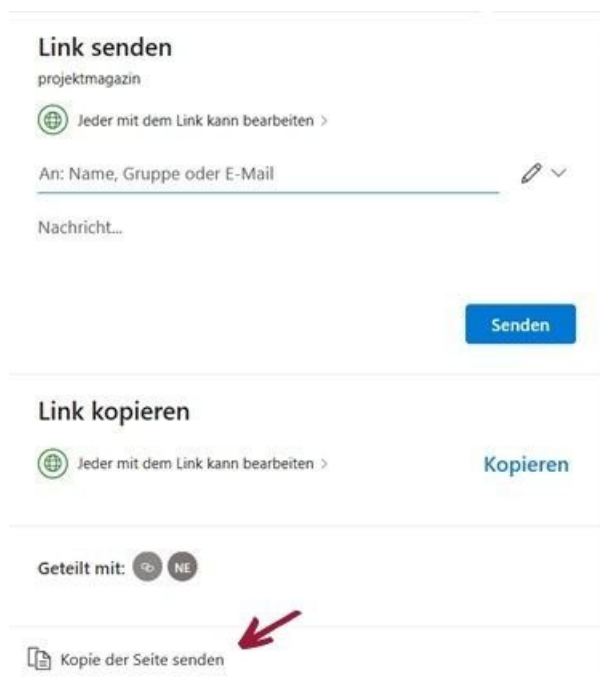 Link senden
projektmagazin
Jeder mit dem Link kann bearbeiten >
An: Name, Gruppe oder E-Mail
Nachricht...
Senden
Link kopieren
Jeder mit dem Link kann bearbeiten >
Kopieren
Geteilt mit: NE
Kopie der Seite senden